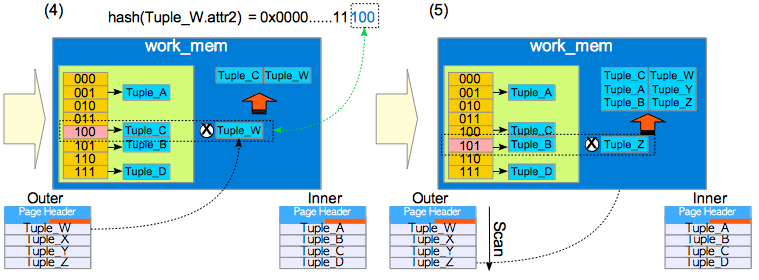 (4)
hash(Tuple_W.attr2) = 0x0000......11 100
work_mem
Tuple_C Tuple_W
000
001 Tuple_A
010
011
100 Tuple_C
101 Tuple_B
110
111 Tuple_D
X Tuple_W
Outer
Page Header
Tuple_W
Tuple_X
Tuple_Y
Tuple_Z
Inner
Page Header
Tuple_A
Tuple_B
Tuple_C
Tuple_D
(5)
work_mem
Tuple_C Tuple_W
Tuple_A Tuple_Y
Tuple_B Tuple_Z
000
001 Tuple_A
010
011
100 Tuple_C
101 Tuple_B
110
111 Tuple_D
X Tuple_Z
Outer
Page Header
Tuple_W
Tuple_X
Tuple_Y
Tuple_Z
Scan
Inner
Page Header
Tuple_A
Tuple_B
Tuple_C
Tuple_D